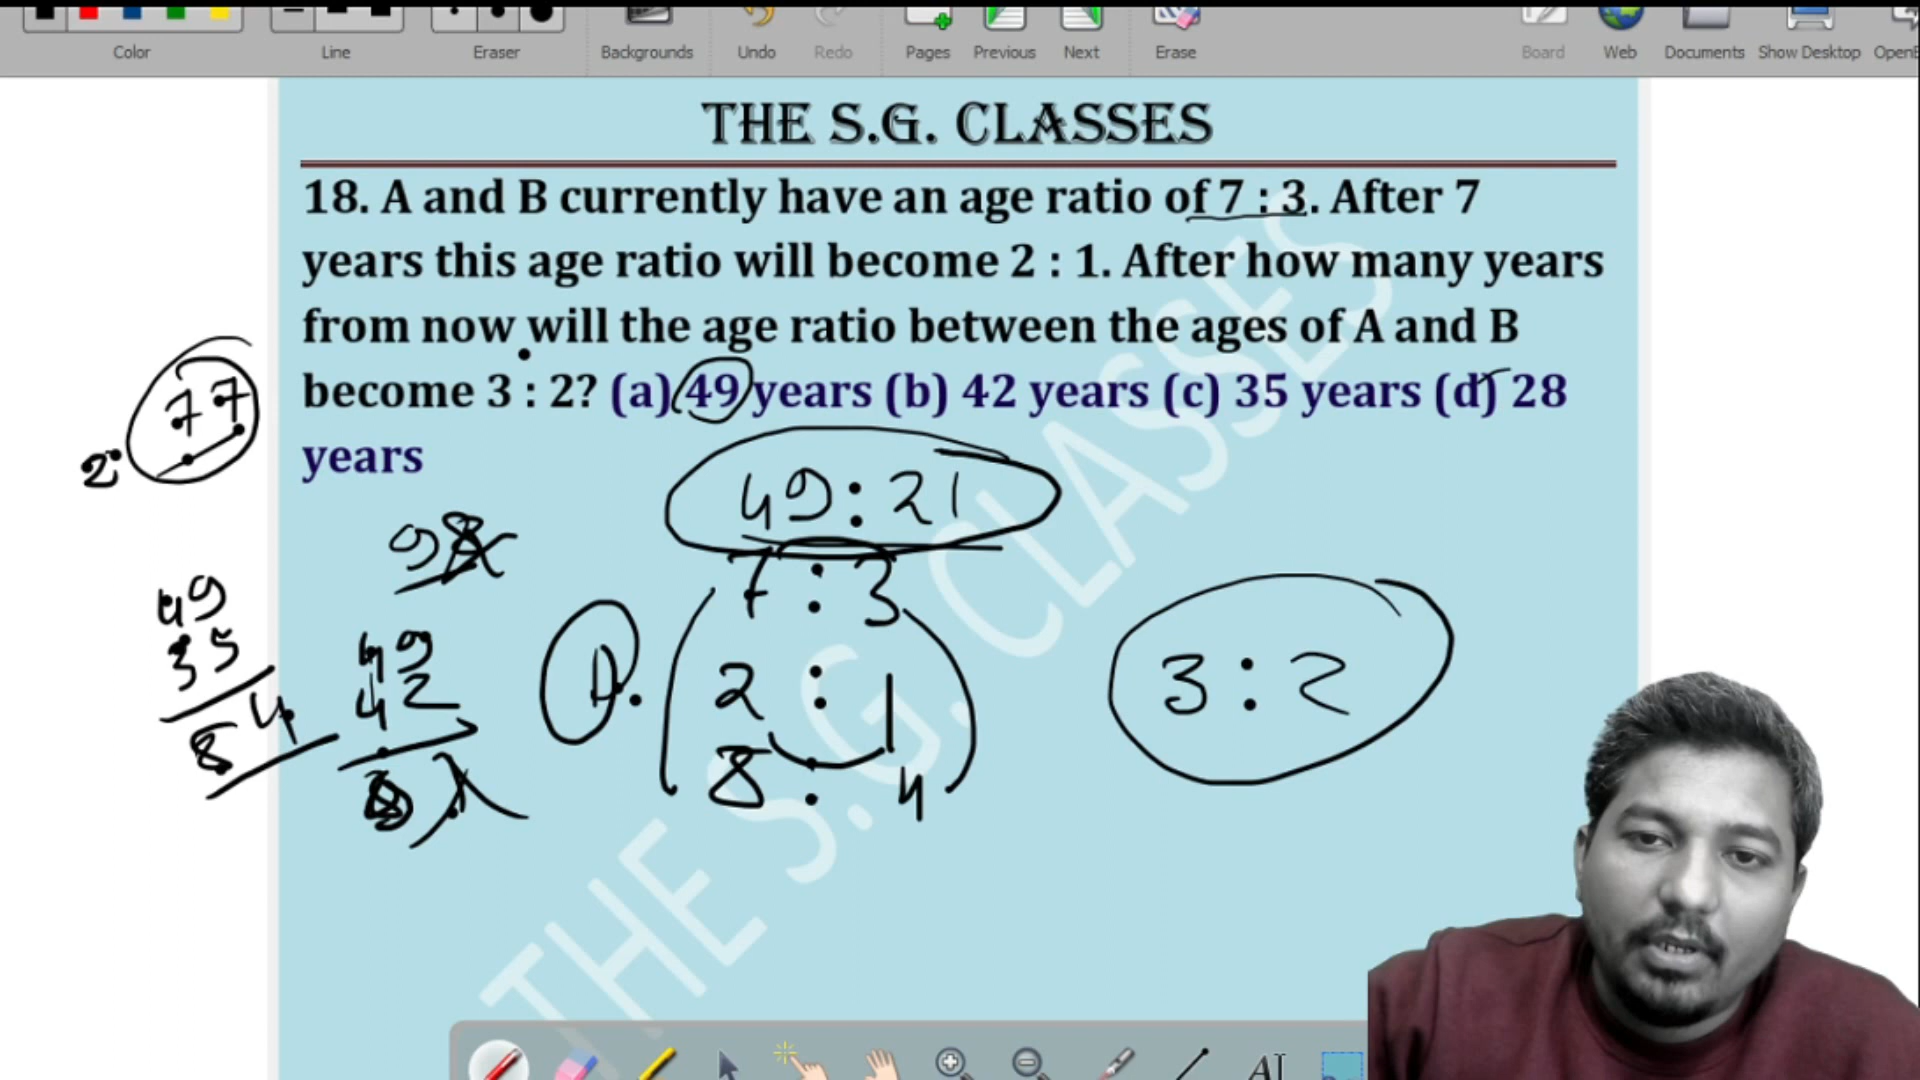 Color Line Eraser Backgrounds Undo Redo Pages Previous Next Erase Board Web Documents Show Desktop
THE S.G. CLASSES
18. A and B currently have an age ratio of 7 : 3. After 7
years this age ratio will become 2 : 1. After how many years
from now will the age ratio between the ages of A and B
become 3 : 2? (a) 49 years (b) 42 years (c) 35 years (d) 28
years
77
2
49 : 21
98
7 : 3
49
35
84
49
42
D.
2 : 1
3 : 2
8 : 4
THE S.G. CLASSES